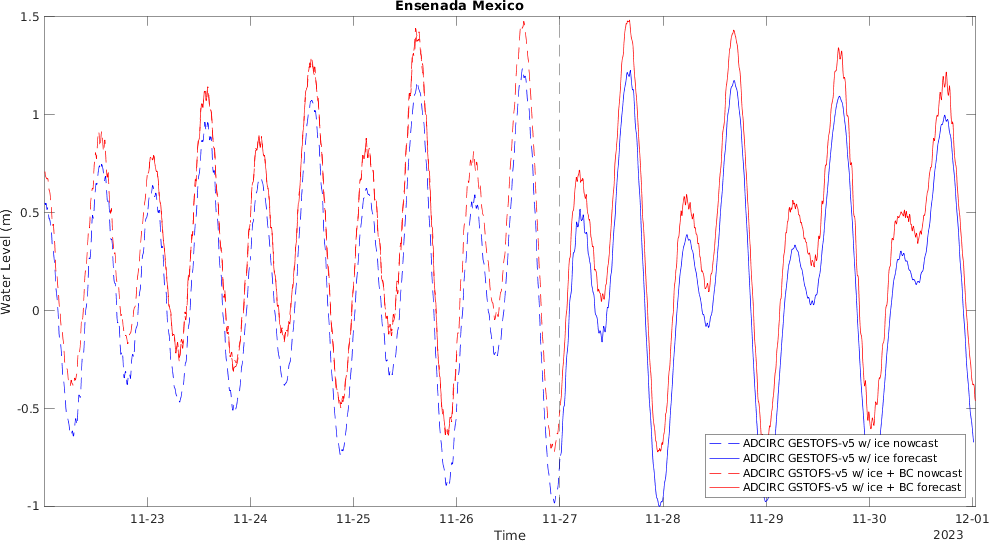 Ensenada Mexico
1.5
1
0.5
0
-0.5
-1
Water Level (m)
ADCIRC GESTOFS-v5 w/ ice nowcast
ADCIRC GESTOFS-v5 w/ ice forecast
ADCIRC GSTOFS-v5 w/ ice + BC nowcast
ADCIRC GSTOFS-v5 w/ ice + BC forecast
11-23 11-24 11-25 11-26 11-27 11-28 11-29 11-30 12-01
Time
2023